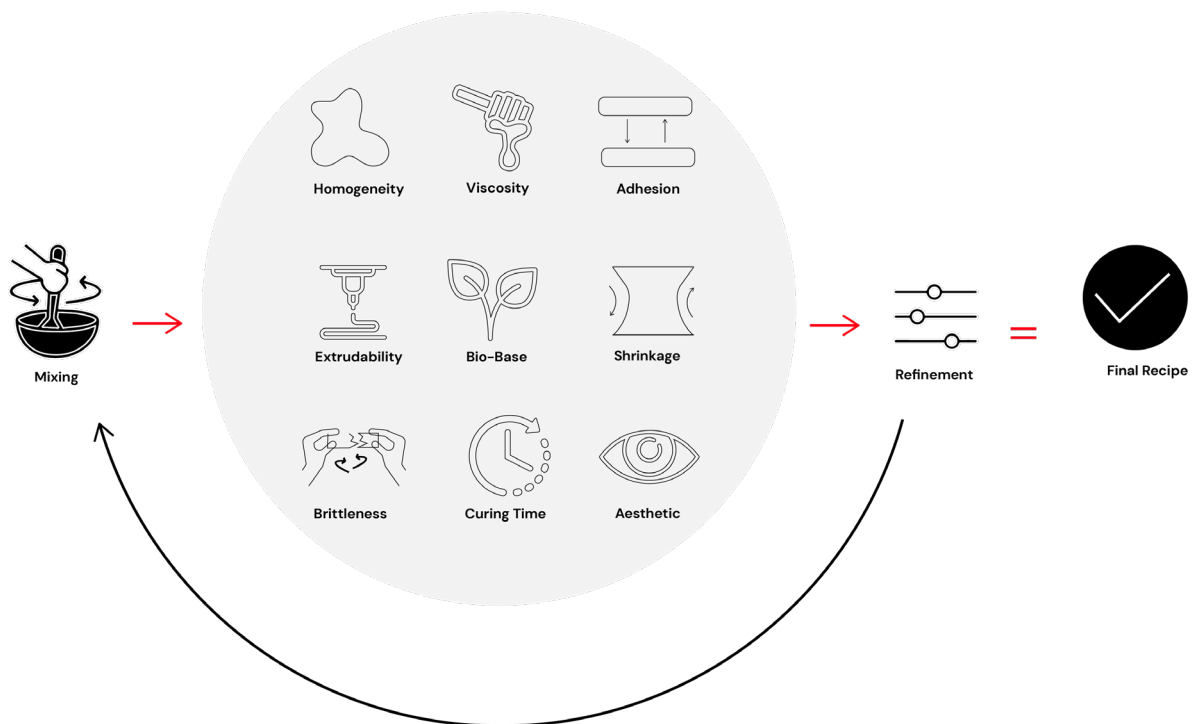 Homogeneity
Viscosity
Adhesion
Mixing
Extrudability
Bio-Base
Shrinkage
Refinement
Final Recipe
Brittleness
Curing Time
Aesthetic